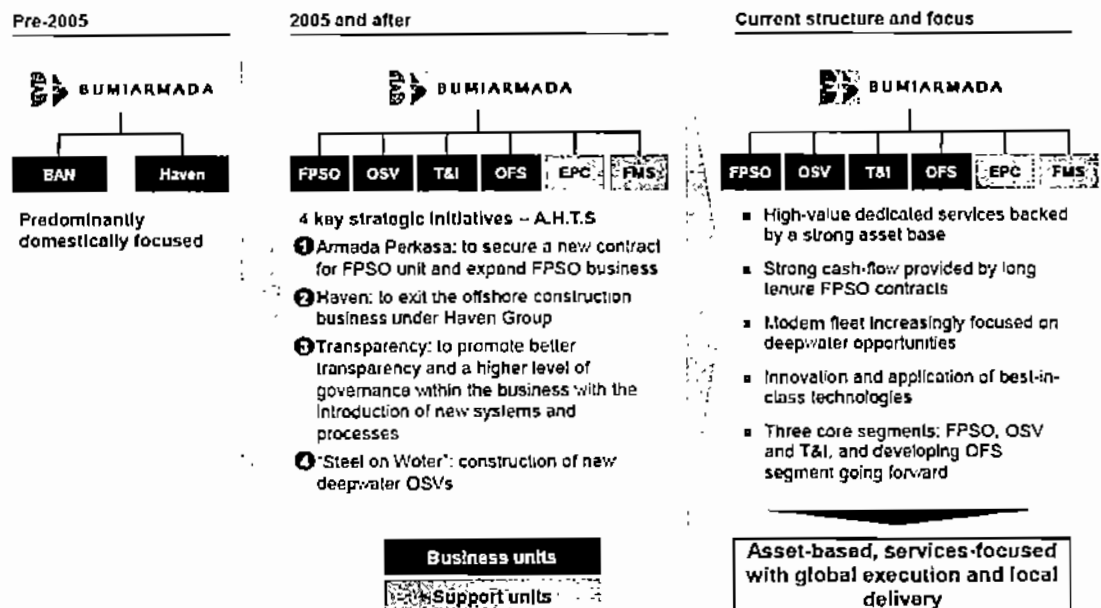 Pre-2005
BUMIARMADA
BAN
Haven
Predominantly
domestically focused
2005 and after
BUMIARMADA
FPSO
OSV
T&I
OFS
EPC
FMS
4 key strategic initiatives – A.H.T.S
1 Armada Perkasa: to secure a new contract
for FPSO unit and expand FPSO business
2 Haven: to exit the offshore construction
business under Haven Group
3 Transparency: to promote better
transparency and a higher level of
governance within the business with the
introduction of new systems and
processes
4 "Steel on Water": construction of new
deepwater OSVs
Business units
Support units
Current structure and focus
BUMIARMADA
FPSO
OSV
T&I
OFS
EPC
FMS
■ High-value dedicated services backed
by a strong asset base
■ Strong cash-flow provided by long
tenure FPSO contracts
■ Modern fleet increasingly focused on
deepwater opportunities
■ Innovation and application of best-in-
class technologies
■ Three core segments: FPSO, OSV
and T&I, and developing OFS
segment going forward
Asset-based, services-focused
with global execution and local
delivery